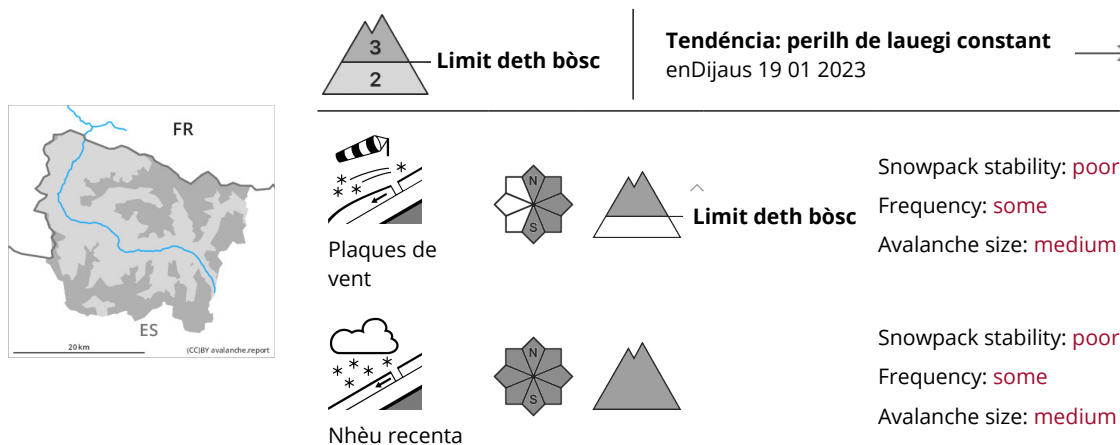 3
2
Limit deth bòsc
Tendéncia: perilh de lauegi constant
enDijaus 19 01 2023
FR
ES
20 km
(CC)BY avalanche.report
N
S
Limit deth bòsc
Plaques de
vent
Snowpack stability: poor
Frequency: some
Avalanche size: medium
N
S
Nhèu recenta
Snowpack stability: poor
Frequency: some
Avalanche size: medium